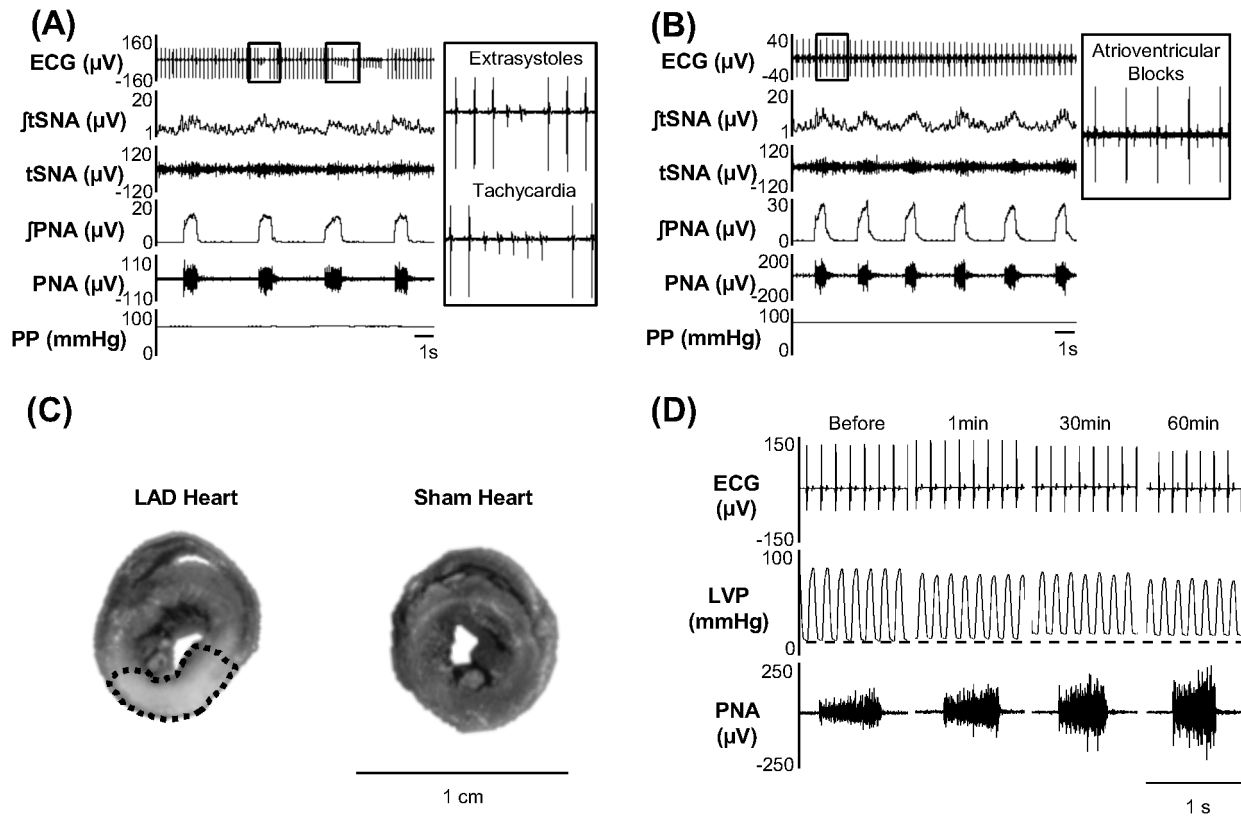 (A)
160
ECG (µV)
-160
20
∫tSNA (µV)
1
120
tSNA (µV)
-120
20
∫PNA (µV)
0
110
PNA (µV)
-110
100
PP (mmHg)
0
1s
Extrasystoles
Tachycardia
(B)
40
ECG (µV)
-40
20
∫tSNA (µV)
1
120
tSNA (µV)
-120
30
∫PNA (µV)
0
200
PNA (µV)
-200
100
PP (mmHg)
0
1s
Atrioventricular
Blocks
(C)
LAD Heart
Sham Heart
1 cm
(D)
Before 1min 30min 60min
150
ECG
(µV)
-150
100
LVP
(mmHg)
0
250
PNA
(µV)
-250
1 s